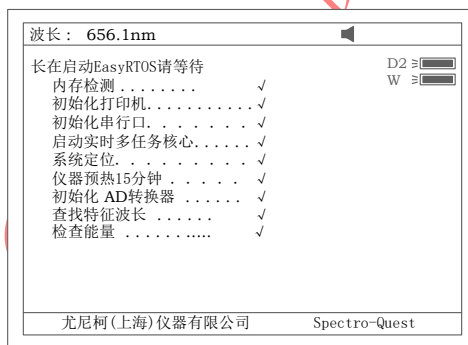 波长： 656.1nm
长在启动EasyRTOS请等待
D2
内存检测 ........ √
W
初始化打印机........... √
初始化串行口. . . . . . . . √
启动实时多任务核心...... √
系统定位. . . . . . . . . . √
仪器预热15分钟 . . . . . √
初始化 AD转换器 ...... √
查找特征波长 ...... √
检查能量 ........... √
尤尼柯(上海)仪器有限公司 Spectro-Quest